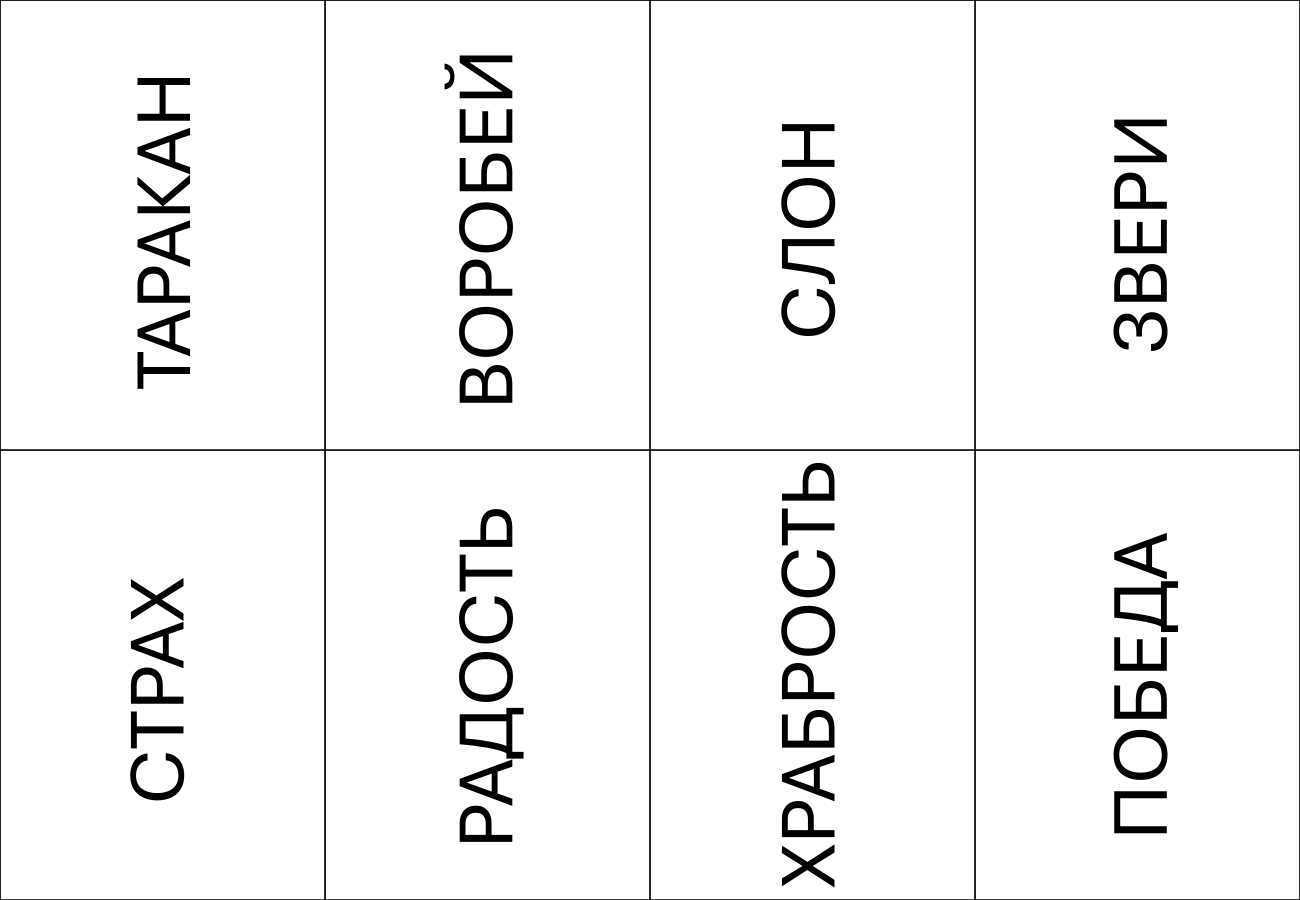 ТАРАКАН
ВОРОБЕЙ
СЛОН
ЗВЕРИ
СТРАХ
РАДОСТЬ
ХРАБРОСТЬ
ПОБЕДА